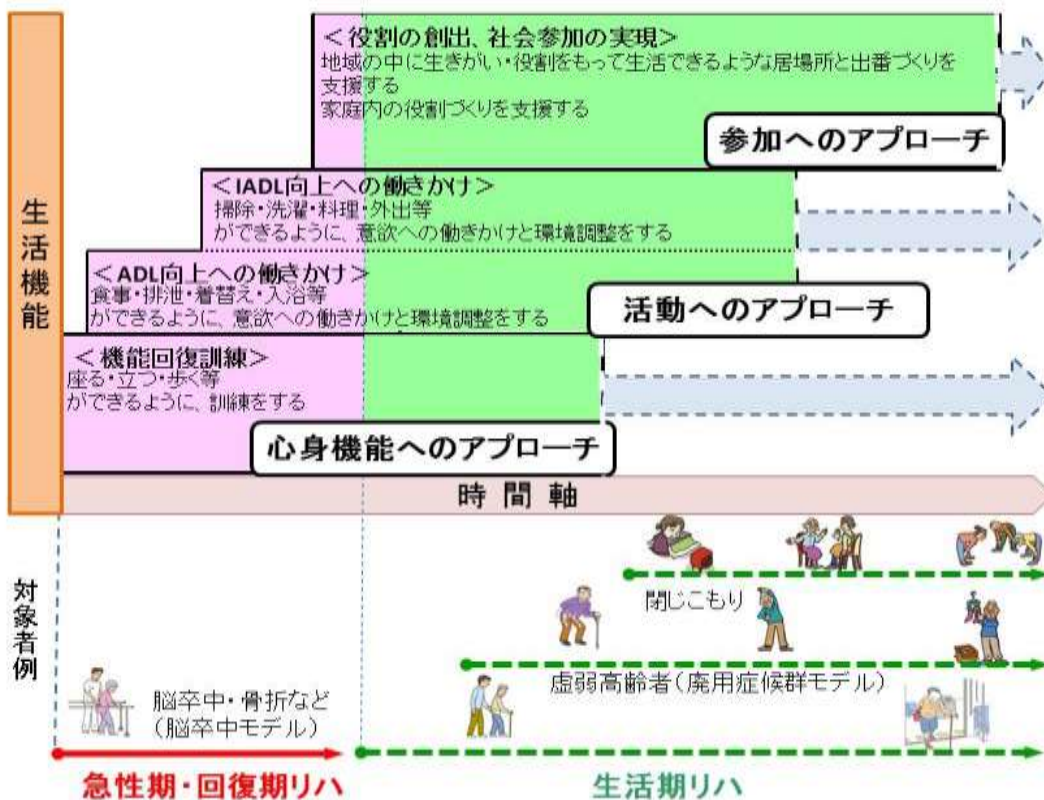 <役割の創出、社会参加の実現>
地域の中に生きがい・役割をもって生活できるような居場所と出番づくりを
支援する
家庭内の役割づくりを支援する
参加へのアプローチ
<IADL向上への働きかけ>
掃除・洗濯・料理・外出等
ができるように、意欲への働きかけと環境調整をする
<ADL向上への働きかけ>
食事・排泄・着替え・入浴等
ができるように、意欲への働きかけと環境調整をする
活動へのアプローチ
<機能回復訓練>
座る・立つ・歩く等
ができるように、訓練をする
心身機能へのアプローチ
生活機能
時間軸
対象者例
閉じこもり
虚弱高齢者(廃用症候群モデル)
脳卒中・骨折など
(脳卒中モデル)
急性期・回復期リハ
生活期リハ